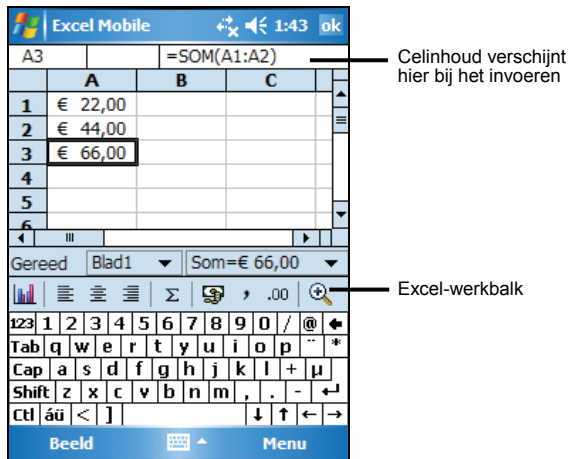 Excel Mobile 1:43 ok
A3 =SOM(A1:A2)
Celinhoud verschijnt
hier bij het invoeren
A B C
1 € 22,00
2 € 44,00
3 € 66,00
4
5
6
Gereed Blad1 Som=€ 66,00
Σ , .00
Excel-werkbalk
123 1 2 3 4 5 6 7 8 9 0 / @
Tab q w e r t y u i o p ¨ *
Cap a s d f g h j k l + µ
Shift z x c v b n m , . -
Ctl áü < ]
Beeld Menu